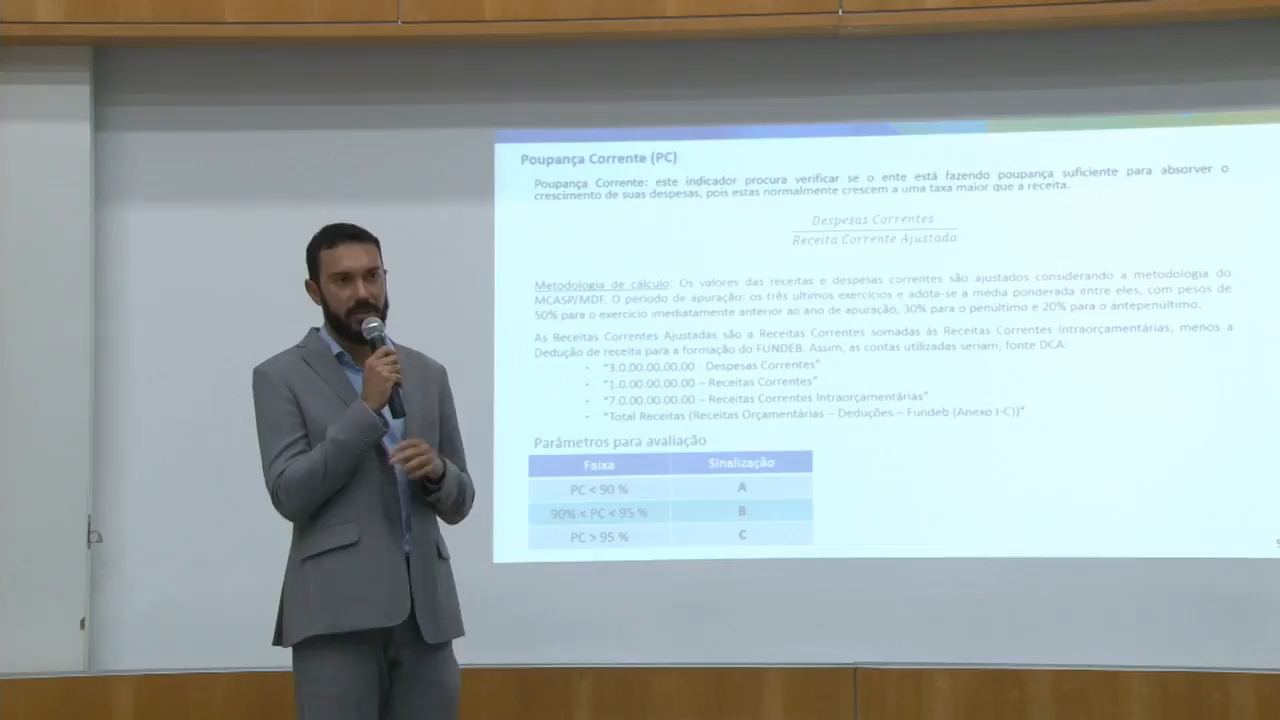 Poupança Corrente (PC)
Poupança Corrente: este indicador procura verificar se o ente está fazendo poupança suficiente para absorver o
crescimento de suas despesas, pois estas normalmente crescem a uma taxa maior que a receita.
Despesas Correntes
Receita Corrente Ajustada
Metodologia de cálculo: Os valores das receitas e despesas correntes são ajustados considerando a metodologia do
MCASP/MDF. O período de apuração: os três últimos exercícios e adota-se a média ponderada entre eles, com pesos de
50% para o exercício imediatamente anterior ao ano de apuração, 30% para o penúltimo e 20% para o antepenúltimo.
As Receitas Correntes Ajustadas são a Receitas Correntes somadas às Receitas Correntes Intraorçamentárias, menos a
Dedução de receita para a formação do FUNDEB. Assim, as contas utilizadas seriam, fonte DCA:
• "3.0.00.00.00.00 - Despesas Correntes"
• "1.0.00.00.00.00 – Receitas Correntes"
• "7.0.00.00.00.00 – Receitas Correntes Intraorçamentárias"
• "Total Receitas (Receitas Orçamentárias – Deduções – Fundeb (Anexo I-C))"
Parâmetros para avaliação
Faixa Sinalização
PC < 90 % A
90% < PC < 95 % B
PC > 95 % C